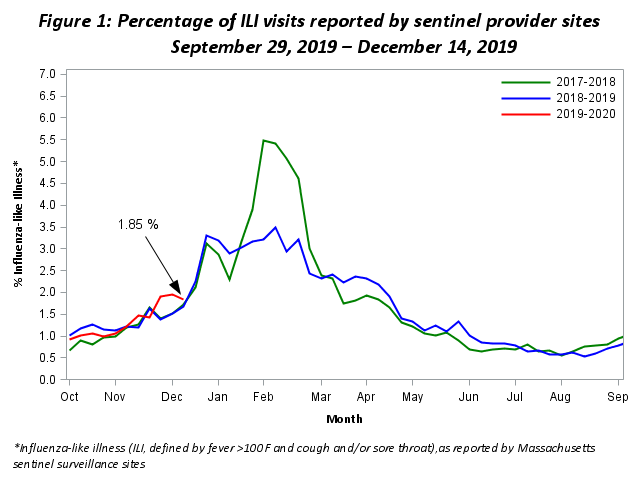 Figure 1: Percentage of ILI visits reported by sentinel provider sites
September 29, 2019 – December 14, 2019
7.0
6.5
6.0
5.5
5.0
4.5
4.0
3.5
3.0
2.5
2.0
1.5
1.0
0.5
0.0
% Influenza-like Illness*
2017-2018
2018-2019
2019-2020
1.85 %
Oct Nov Dec Jan Feb Mar Apr May Jun Jul Aug Sep
Month
*Influenza-like illness (ILI, defined by fever >100F and cough and/or sore throat),as reported by Massachusetts
sentinel surveillance sites